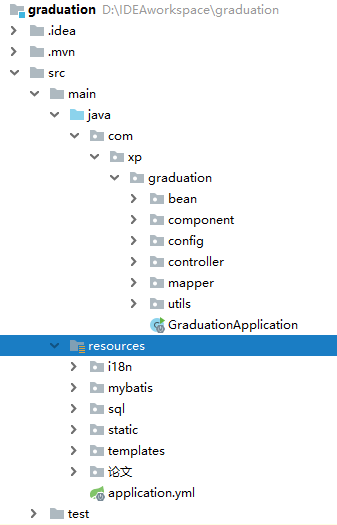 graduation D:\IDEAworkspace\graduation
.idea
.mvn
src
main
java
com
xp
graduation
bean
component
config
controller
mapper
utils
GraduationApplication
resources
i18n
mybatis
sql
static
templates
论文
application.yml
test